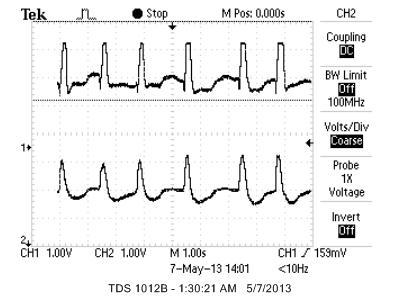 Tek Stop M Pos: 0.000s CH2
Coupling
DC
BW Limit
Off
100MHz
Volts/Div
Coarse
1
Probe
1X
Voltage
Invert
Off
2
CH1 1.00V CH2 1.00V M 1.00s CH1 159mV
7-May-13 14:01 <10Hz
TDS 1012B - 1:30:21 AM 5/7/2013